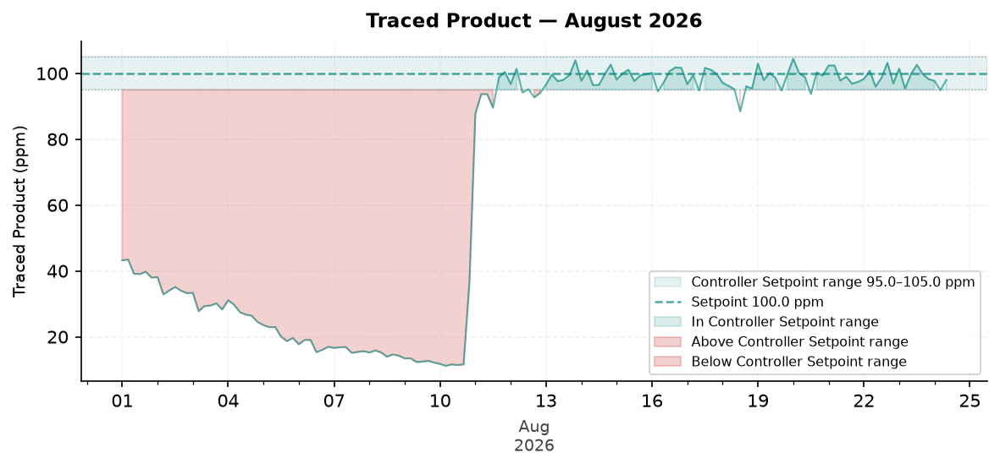 Traced Product — August 2026
Traced Product (ppm)
100
80
60
40
20
Controller Setpoint range 95.0–105.0 ppm
Setpoint 100.0 ppm
In Controller Setpoint range
Above Controller Setpoint range
Below Controller Setpoint range
01 04 07 10 13 16 19 22 25
Aug
2026